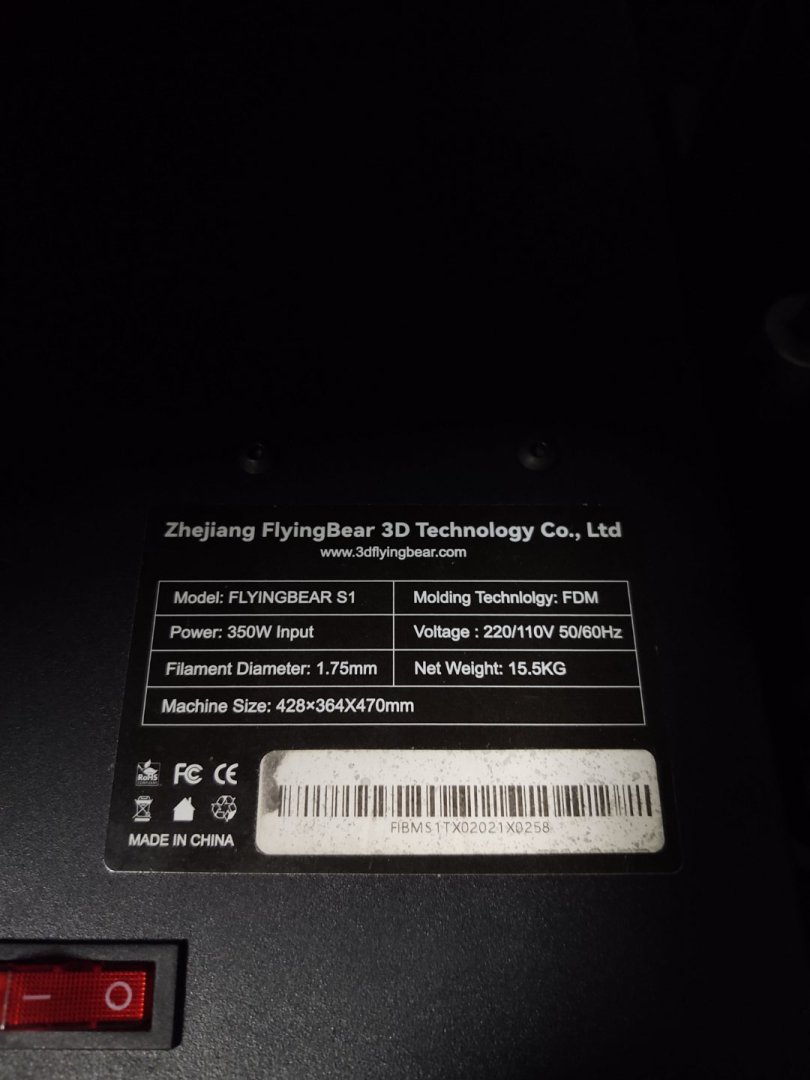 Zhejiang FlyingBear 3D Technology Co., Ltd
www.3dflyingbear.com
Model: FLYINGBEAR S1 Molding Technlolgy: FDM
Power: 350W Input Voltage : 220/110V 50/60Hz
Filament Diameter: 1.75mm Net Weight: 15.5KG
Machine Size: 428×364X470mm
RoHS FC CE
MADE IN CHINA
FIBMS1TX02021X0258